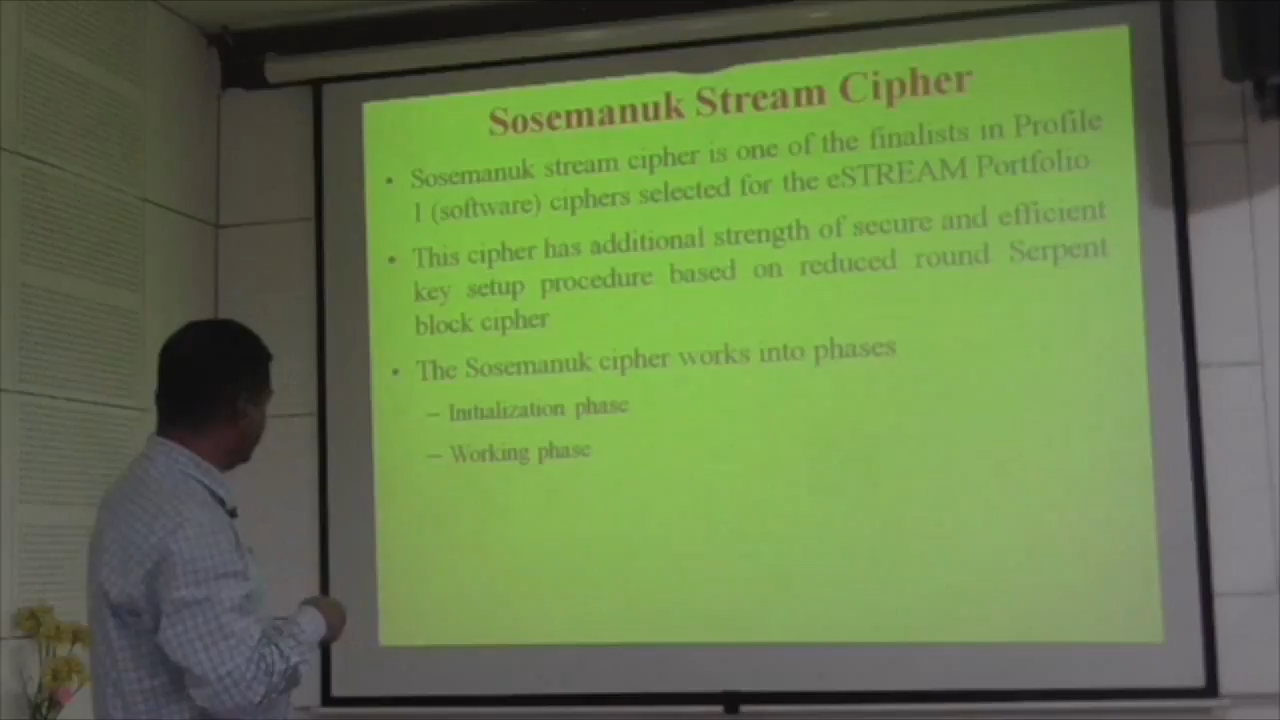 Sosemanuk Stream Cipher
• Sosemanuk stream cipher is one of the finalists in Profile
1 (software) ciphers selected for the eSTREAM Portfolio
• This cipher has additional strength of secure and efficient
key setup procedure based on reduced round Serpent
block cipher
• The Sosemanuk cipher works into phases
– Initialization phase
– Working phase